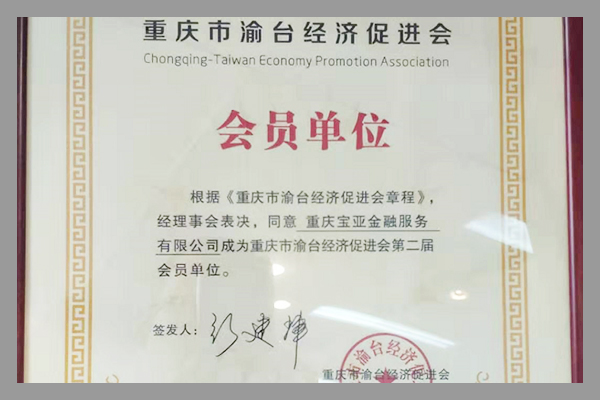 重庆市渝台经济促进会
Chongqing-Taiwan Economy Promotion Association
会员单位
根据《重庆市渝台经济促进会章程》,
经理事会表决，同意 重庆宝亚金融服务
有限公司成为重庆市渝台经济促进会第二届
会员单位。
签发人：
重庆市渝台经济促进会